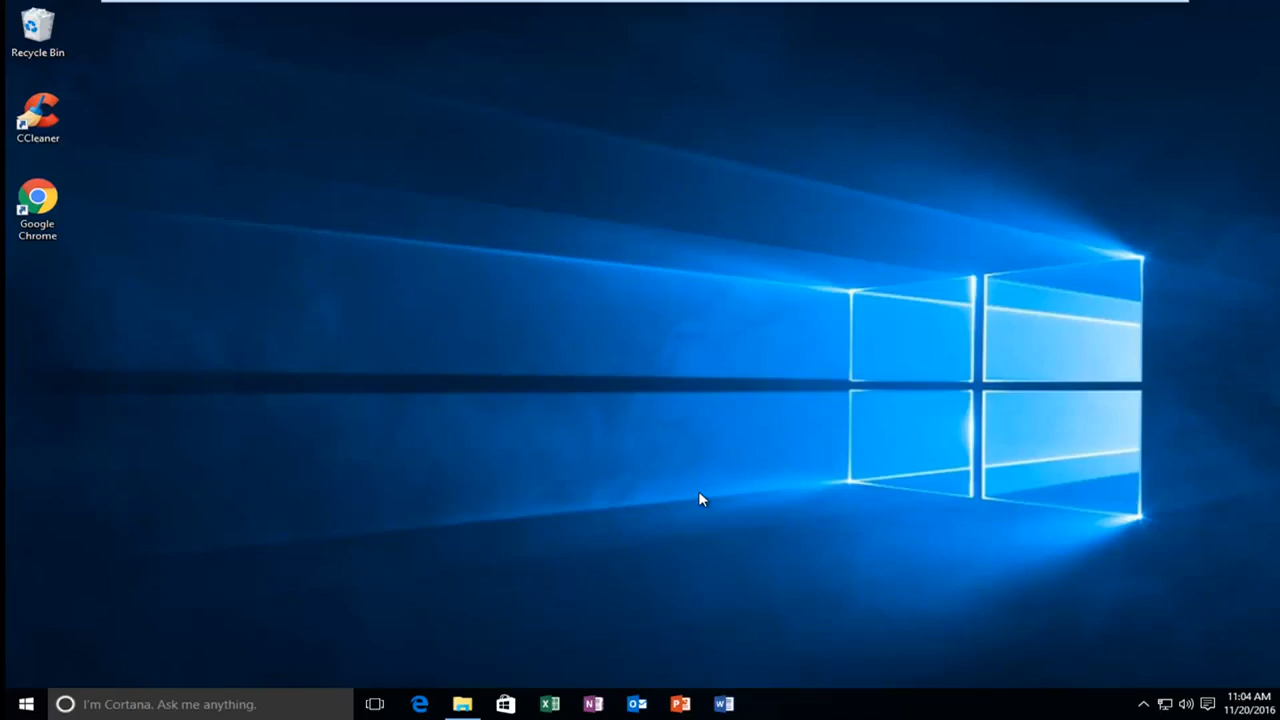 Recycle Bin
CCleaner
Google
Chrome
I'm Cortana. Ask me anything.
11:04 AM
11/20/2016